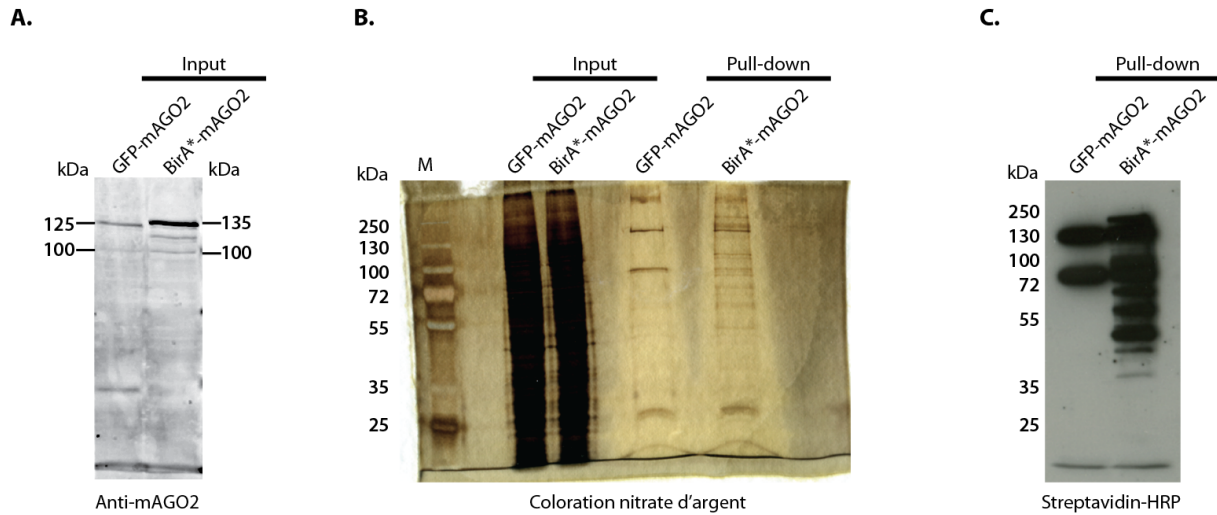 A.
Input
GFP-mAGO2
BirA*-mAGO2
kDa
kDa
125
135
100
100
Anti-mAGO2
B.
Input
Pull-down
GFP-mAGO2
BirA*-mAGO2
GFP-mAGO2
BirA*-mAGO2
kDa
M
250
130
100
72
55
35
25
Coloration nitrate d'argent
C.
Pull-down
GFP-mAGO2
BirA*-mAGO2
kDa
250
130
100
72
55
35
25
Streptavidin-HRP